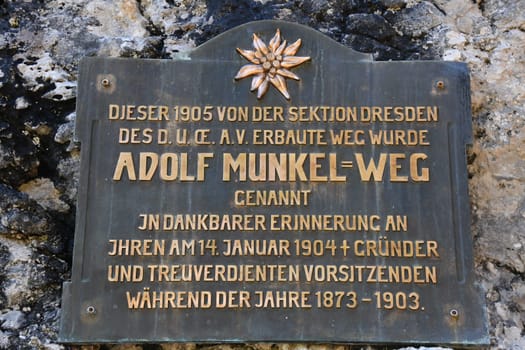 DIESER 1905 VON DER SEKTION DRESDEN
DES D.U.Œ.A.V. ERBAUTE WEG WURDE
ADOLF MUNKEL=WEG
GENANNT
IN DANKBARER ERINNERUNG AN
IHREN AM 14. JANUAR 1904 + GRÜNDER
UND TREUVERDIENTEN VORSITZENDEN
WÄHREND DER JAHRE 1873 - 1903.